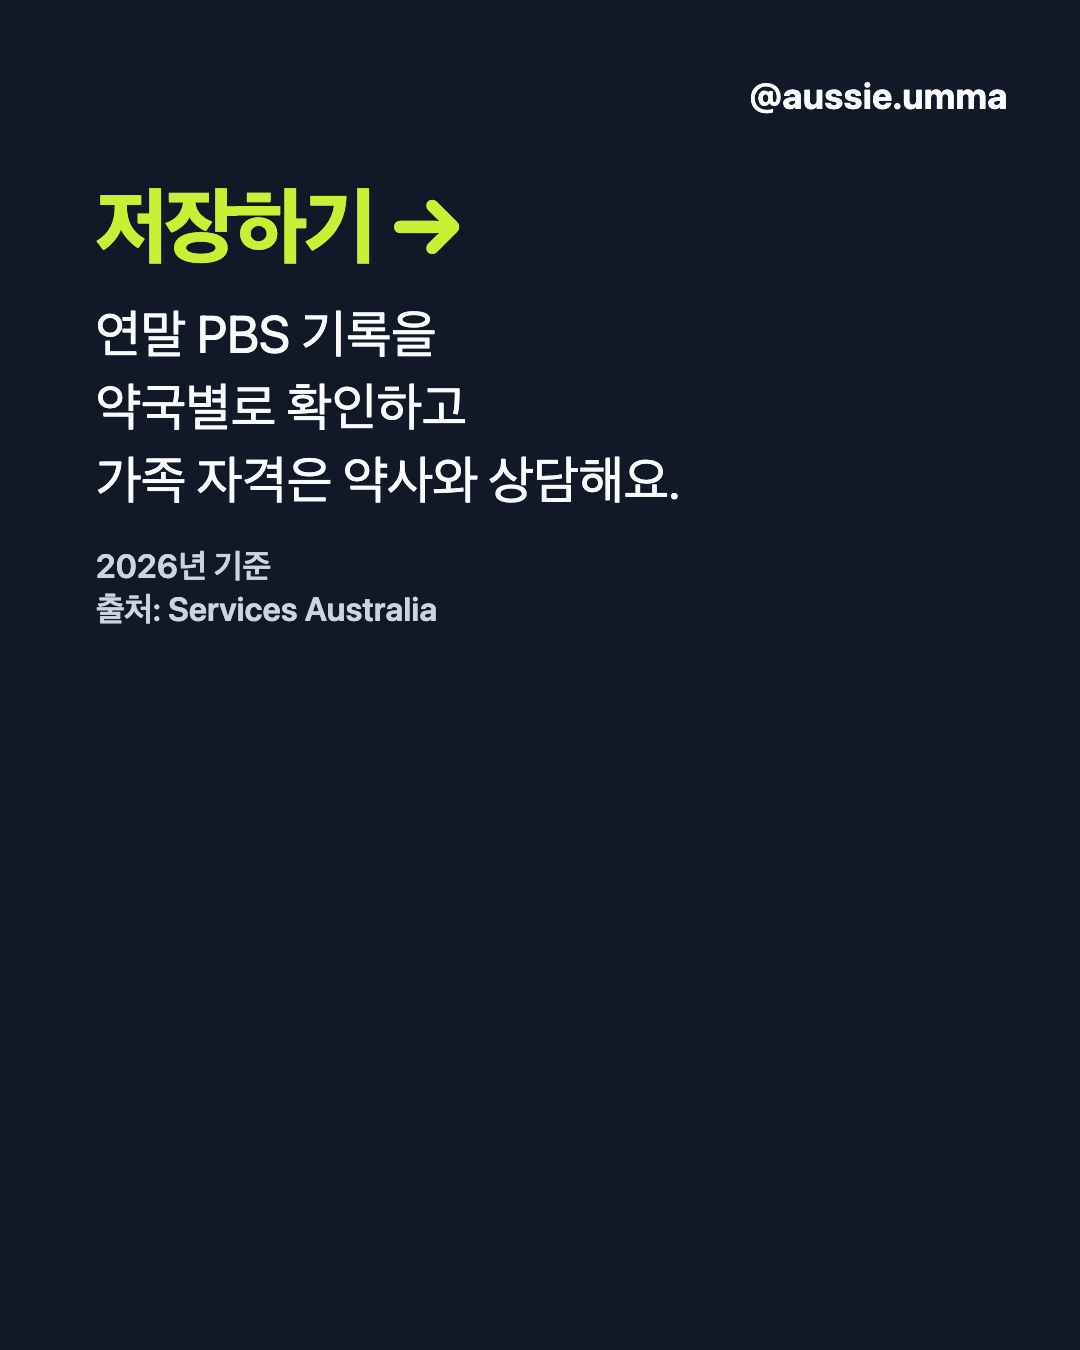 @aussie.umma
저장하기 →
연말 PBS 기록을
약국별로 확인하고
가족 자격은 약사와 상담해요.
2026년 기준
출처: Services Australia